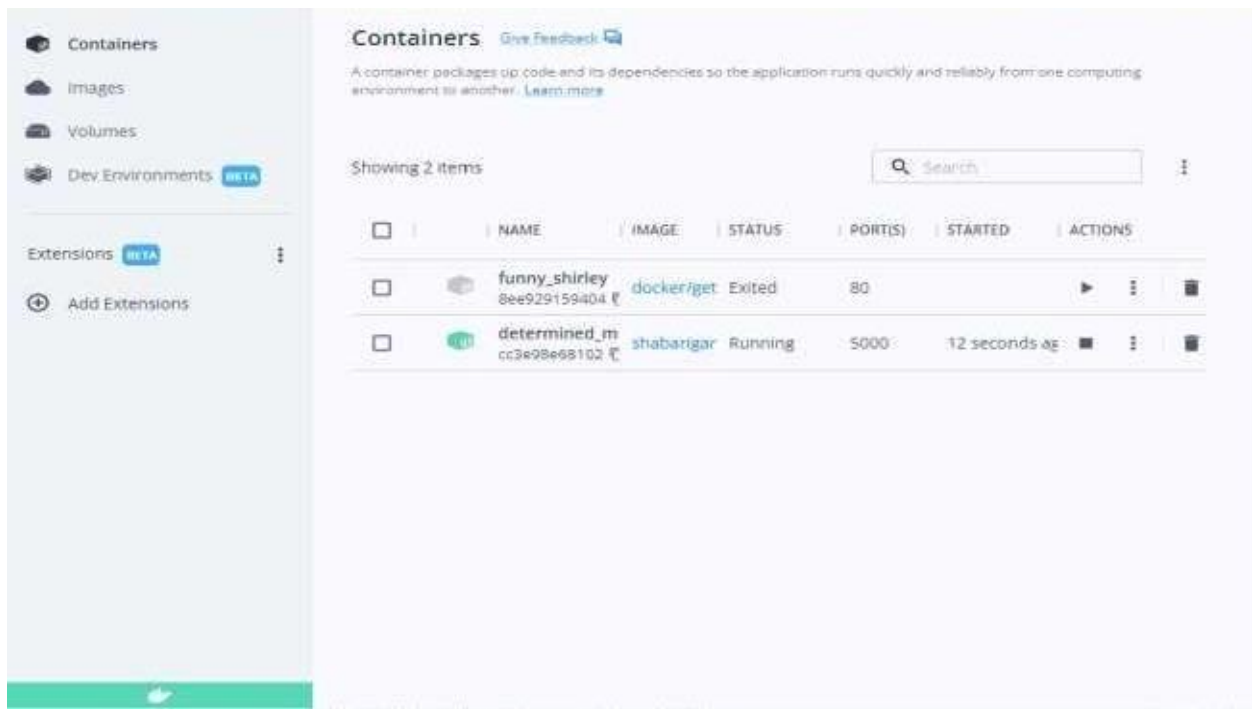 Containers
Images
Volumes
Dev Environments BETA
Extensions BETA
Add Extensions
Containers Give Feedback
A container packages up code and its dependencies so the application runs quickly and reliably from one computing
environment to another. Learn more
Showing 2 items
Search
NAME IMAGE STATUS PORT(S) STARTED ACTIONS
funny_shirley docker/get Exited 80
8ee929159404
determined_m shabarigar Running 5000 12 seconds ag
cc3e98e68102